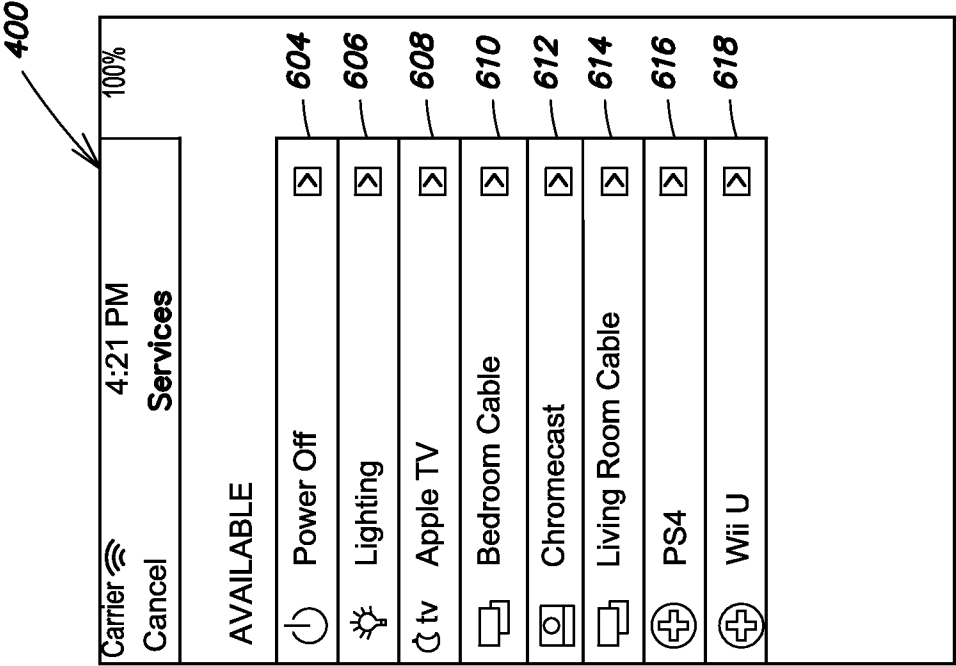 400
Carrier 4:21 PM 100%
Cancel Services
AVAILABLE
Power Off 604
Lighting 606
tv Apple TV 608
Bedroom Cable 610
Chromecast 612
Living Room Cable 614
PS4 616
Wii U 618